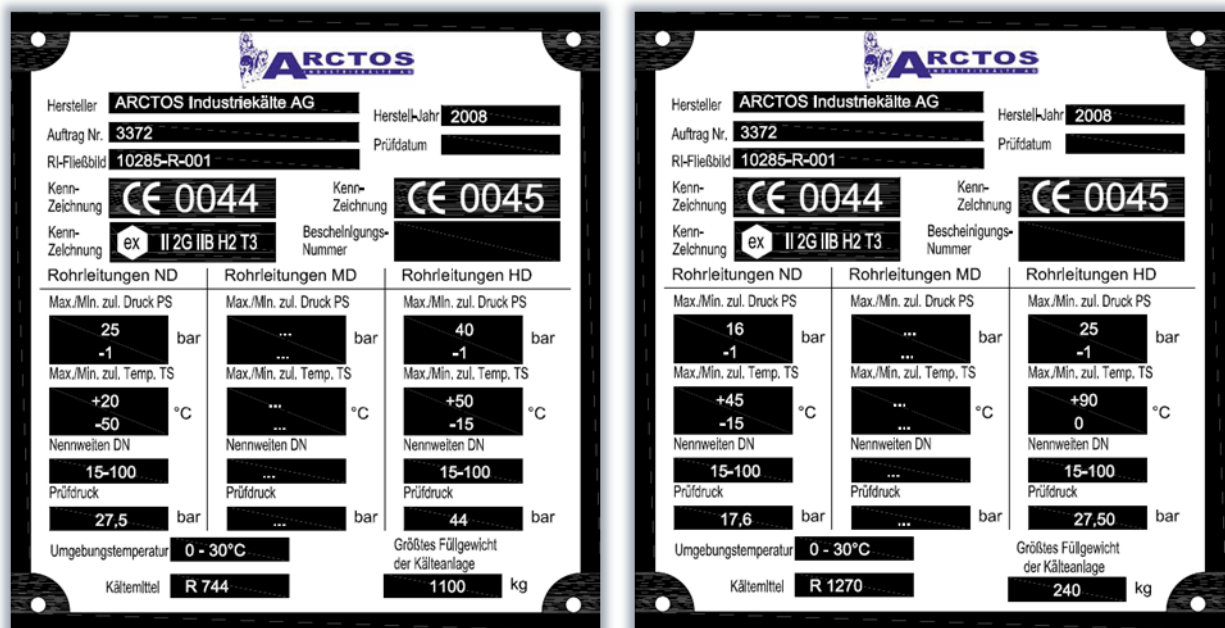 ARCTOS
INDUSTRIEKÄLTE AG
Hersteller ARCTOS Industriekälte AG
Herstell-Jahr 2008
Auftrag Nr. 3372
Prüfdatum
RI-Fließbild 10285-R-001
Kenn-
Zeichnung CE 0044
Kenn-
Zeichnung CE 0045
Kenn-
Zeichnung ex II 2G IIB H2 T3
Bescheinigungs-
Nummer
Rohrleitungen ND Rohrleitungen MD Rohrleitungen HD
Max./Min. zul. Druck PS Max./Min. zul. Druck PS Max./Min. zul. Druck PS
25 ... 40
bar bar bar
-1 ... -1
Max./Min. zul. Temp. TS Max./Min. zul. Temp. TS Max./Min. zul. Temp. TS
+20 ... +50
°C °C °C
-50 ... -15
Nennweiten DN Nennweiten DN Nennweiten DN
15-100 ... 15-100
Prüfdruck Prüfdruck Prüfdruck
27,5 bar ... bar 44 bar
Umgebungstemperatur 0 - 30°C
Größtes Füllgewicht
der Kälteanlage
Kältemittel R 744
1100 kg
ARCTOS
INDUSTRIEKÄLTE AG
Hersteller ARCTOS Industriekälte AG
Herstell-Jahr 2008
Auftrag Nr. 3372
Prüfdatum
RI-Fließbild 10285-R-001
Kenn-
Zeichnung CE 0044
Kenn-
Zeichnung CE 0045
Kenn-
Zeichnung ex II 2G IIB H2 T3
Bescheinigungs-
Nummer
Rohrleitungen ND Rohrleitungen MD Rohrleitungen HD
Max./Min. zul. Druck PS Max./Min. zul. Druck PS Max./Min. zul. Druck PS
16 ... 25
bar bar bar
-1 ... -1
Max./Min. zul. Temp. TS Max./Min. zul. Temp. TS Max./Min. zul. Temp. TS
+45 ... +90
°C °C °C
-15 ... 0
Nennweiten DN Nennweiten DN Nennweiten DN
15-100 ... 15-100
Prüfdruck Prüfdruck Prüfdruck
17,6 bar ... bar 27,50 bar
Umgebungstemperatur 0 - 30°C
Größtes Füllgewicht
der Kälteanlage
Kältemittel R 1270
240 kg